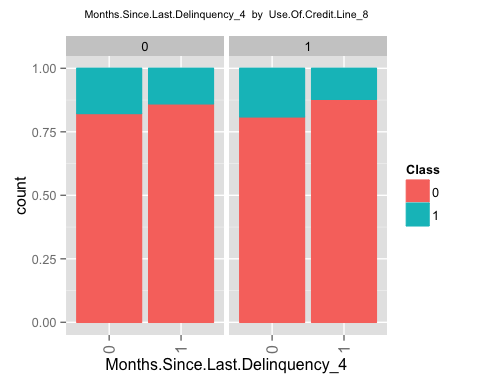 Months.Since.Last.Delinquency_4  by  Use.Of.Credit.Line_8
0 1
1.00
0.75
0.50
0.25
0.00
count
0 1 0 1
Months.Since.Last.Delinquency_4
Class
0
1